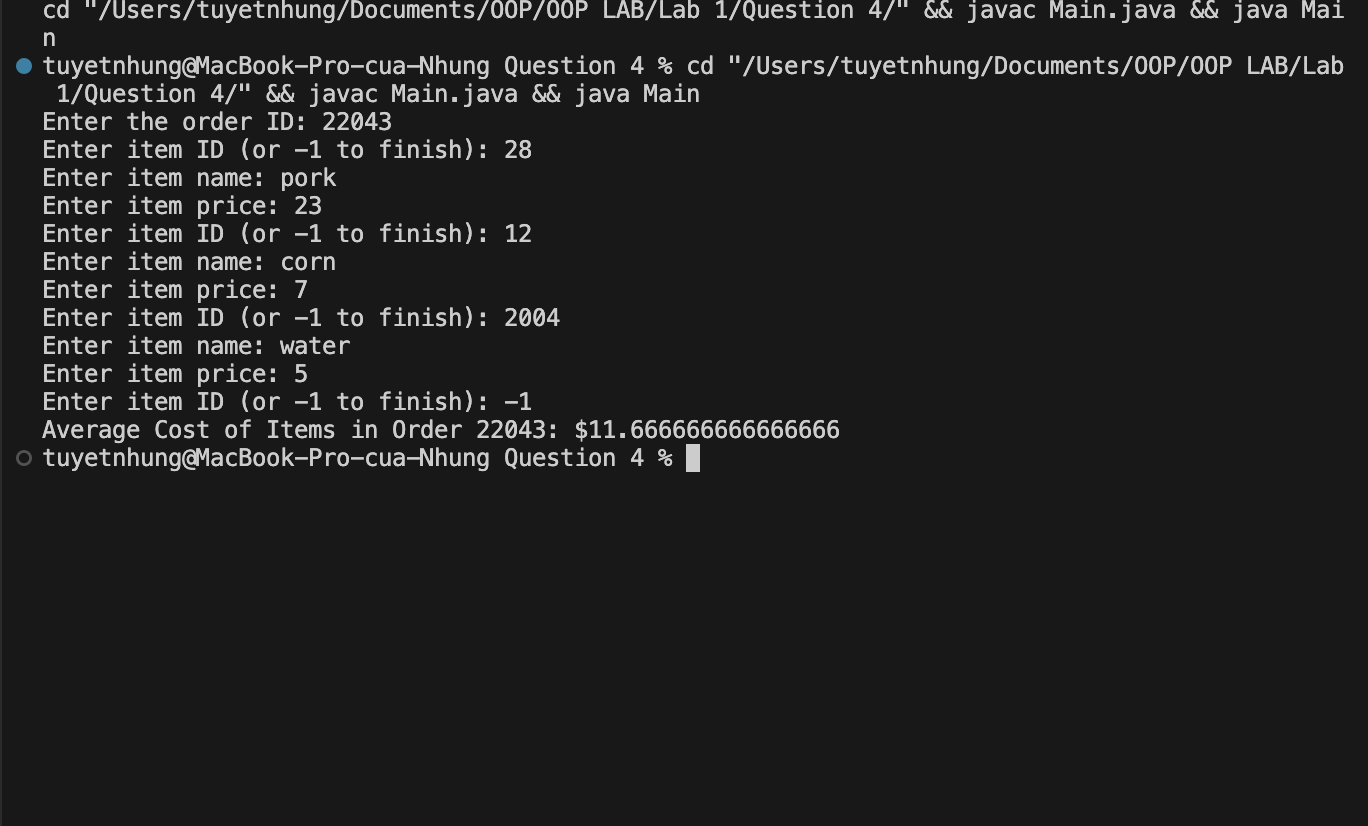 cd "/Users/tuyetnhung/Documents/OOP/OOP LAB/Lab 1/Question 4/" && javac Main.java && java Mai
n
tuyetnhung@MacBook-Pro-cua-Nhung Question 4 % cd "/Users/tuyetnhung/Documents/OOP/OOP LAB/Lab
 1/Question 4/" && javac Main.java && java Main
Enter the order ID: 22043
Enter item ID (or -1 to finish): 28
Enter item name: pork
Enter item price: 23
Enter item ID (or -1 to finish): 12
Enter item name: corn
Enter item price: 7
Enter item ID (or -1 to finish): 2004
Enter item name: water
Enter item price: 5
Enter item ID (or -1 to finish): -1
Average Cost of Items in Order 22043: $11.666666666666666
tuyetnhung@MacBook-Pro-cua-Nhung Question 4 %